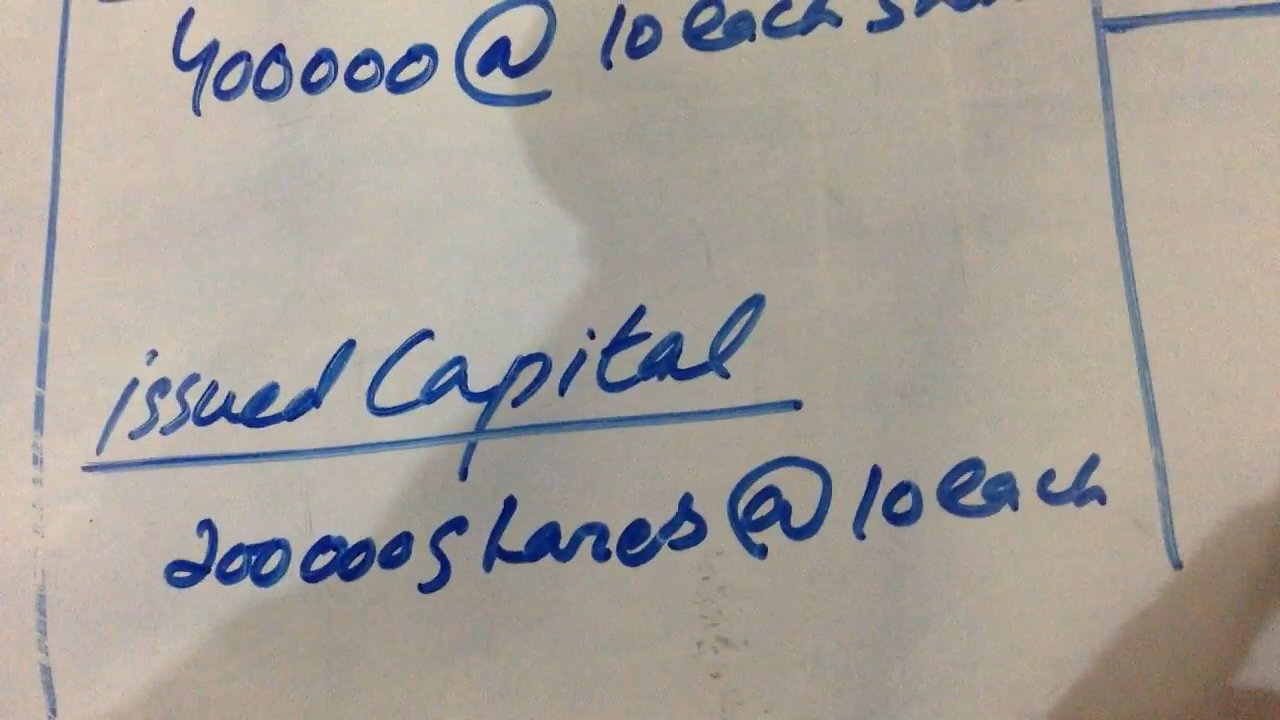 400000 @ 10 each
issued Capital
200000 shares @ 10 each